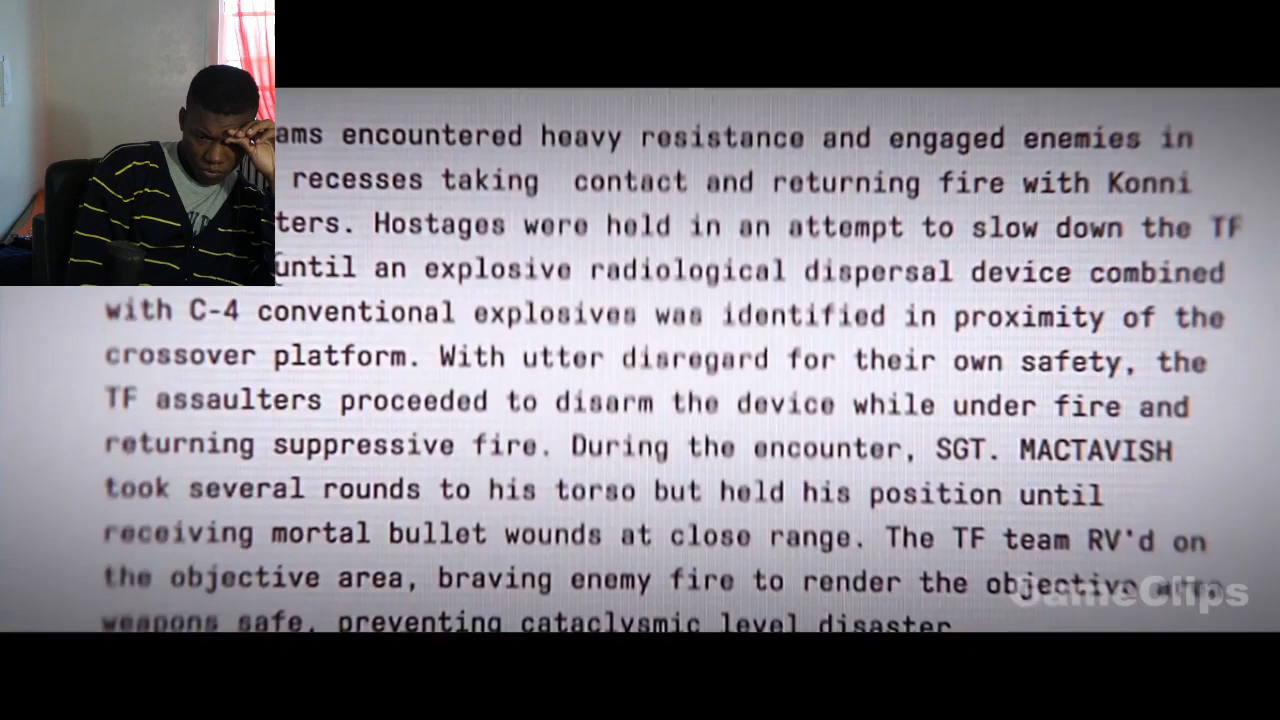 ams encountered heavy resistance and engaged enemies in
recesses taking contact and returning fire with Konni
ters. Hostages were held in an attempt to slow down the TF
until an explosive radiological dispersal device combined
with C-4 conventional explosives was identified in proximity of the
crossover platform. With utter disregard for their own safety, the
TF assaulters proceeded to disarm the device while under fire and
returning suppressive fire. During the encounter, SGT. MACTAVISH
took several rounds to his torso but held his position until
receiving mortal bullet wounds at close range. The TF team RV'd on
the objective area, braving enemy fire to render the objective
GameClips
weapons safe, preventing cataclysmic level disaster